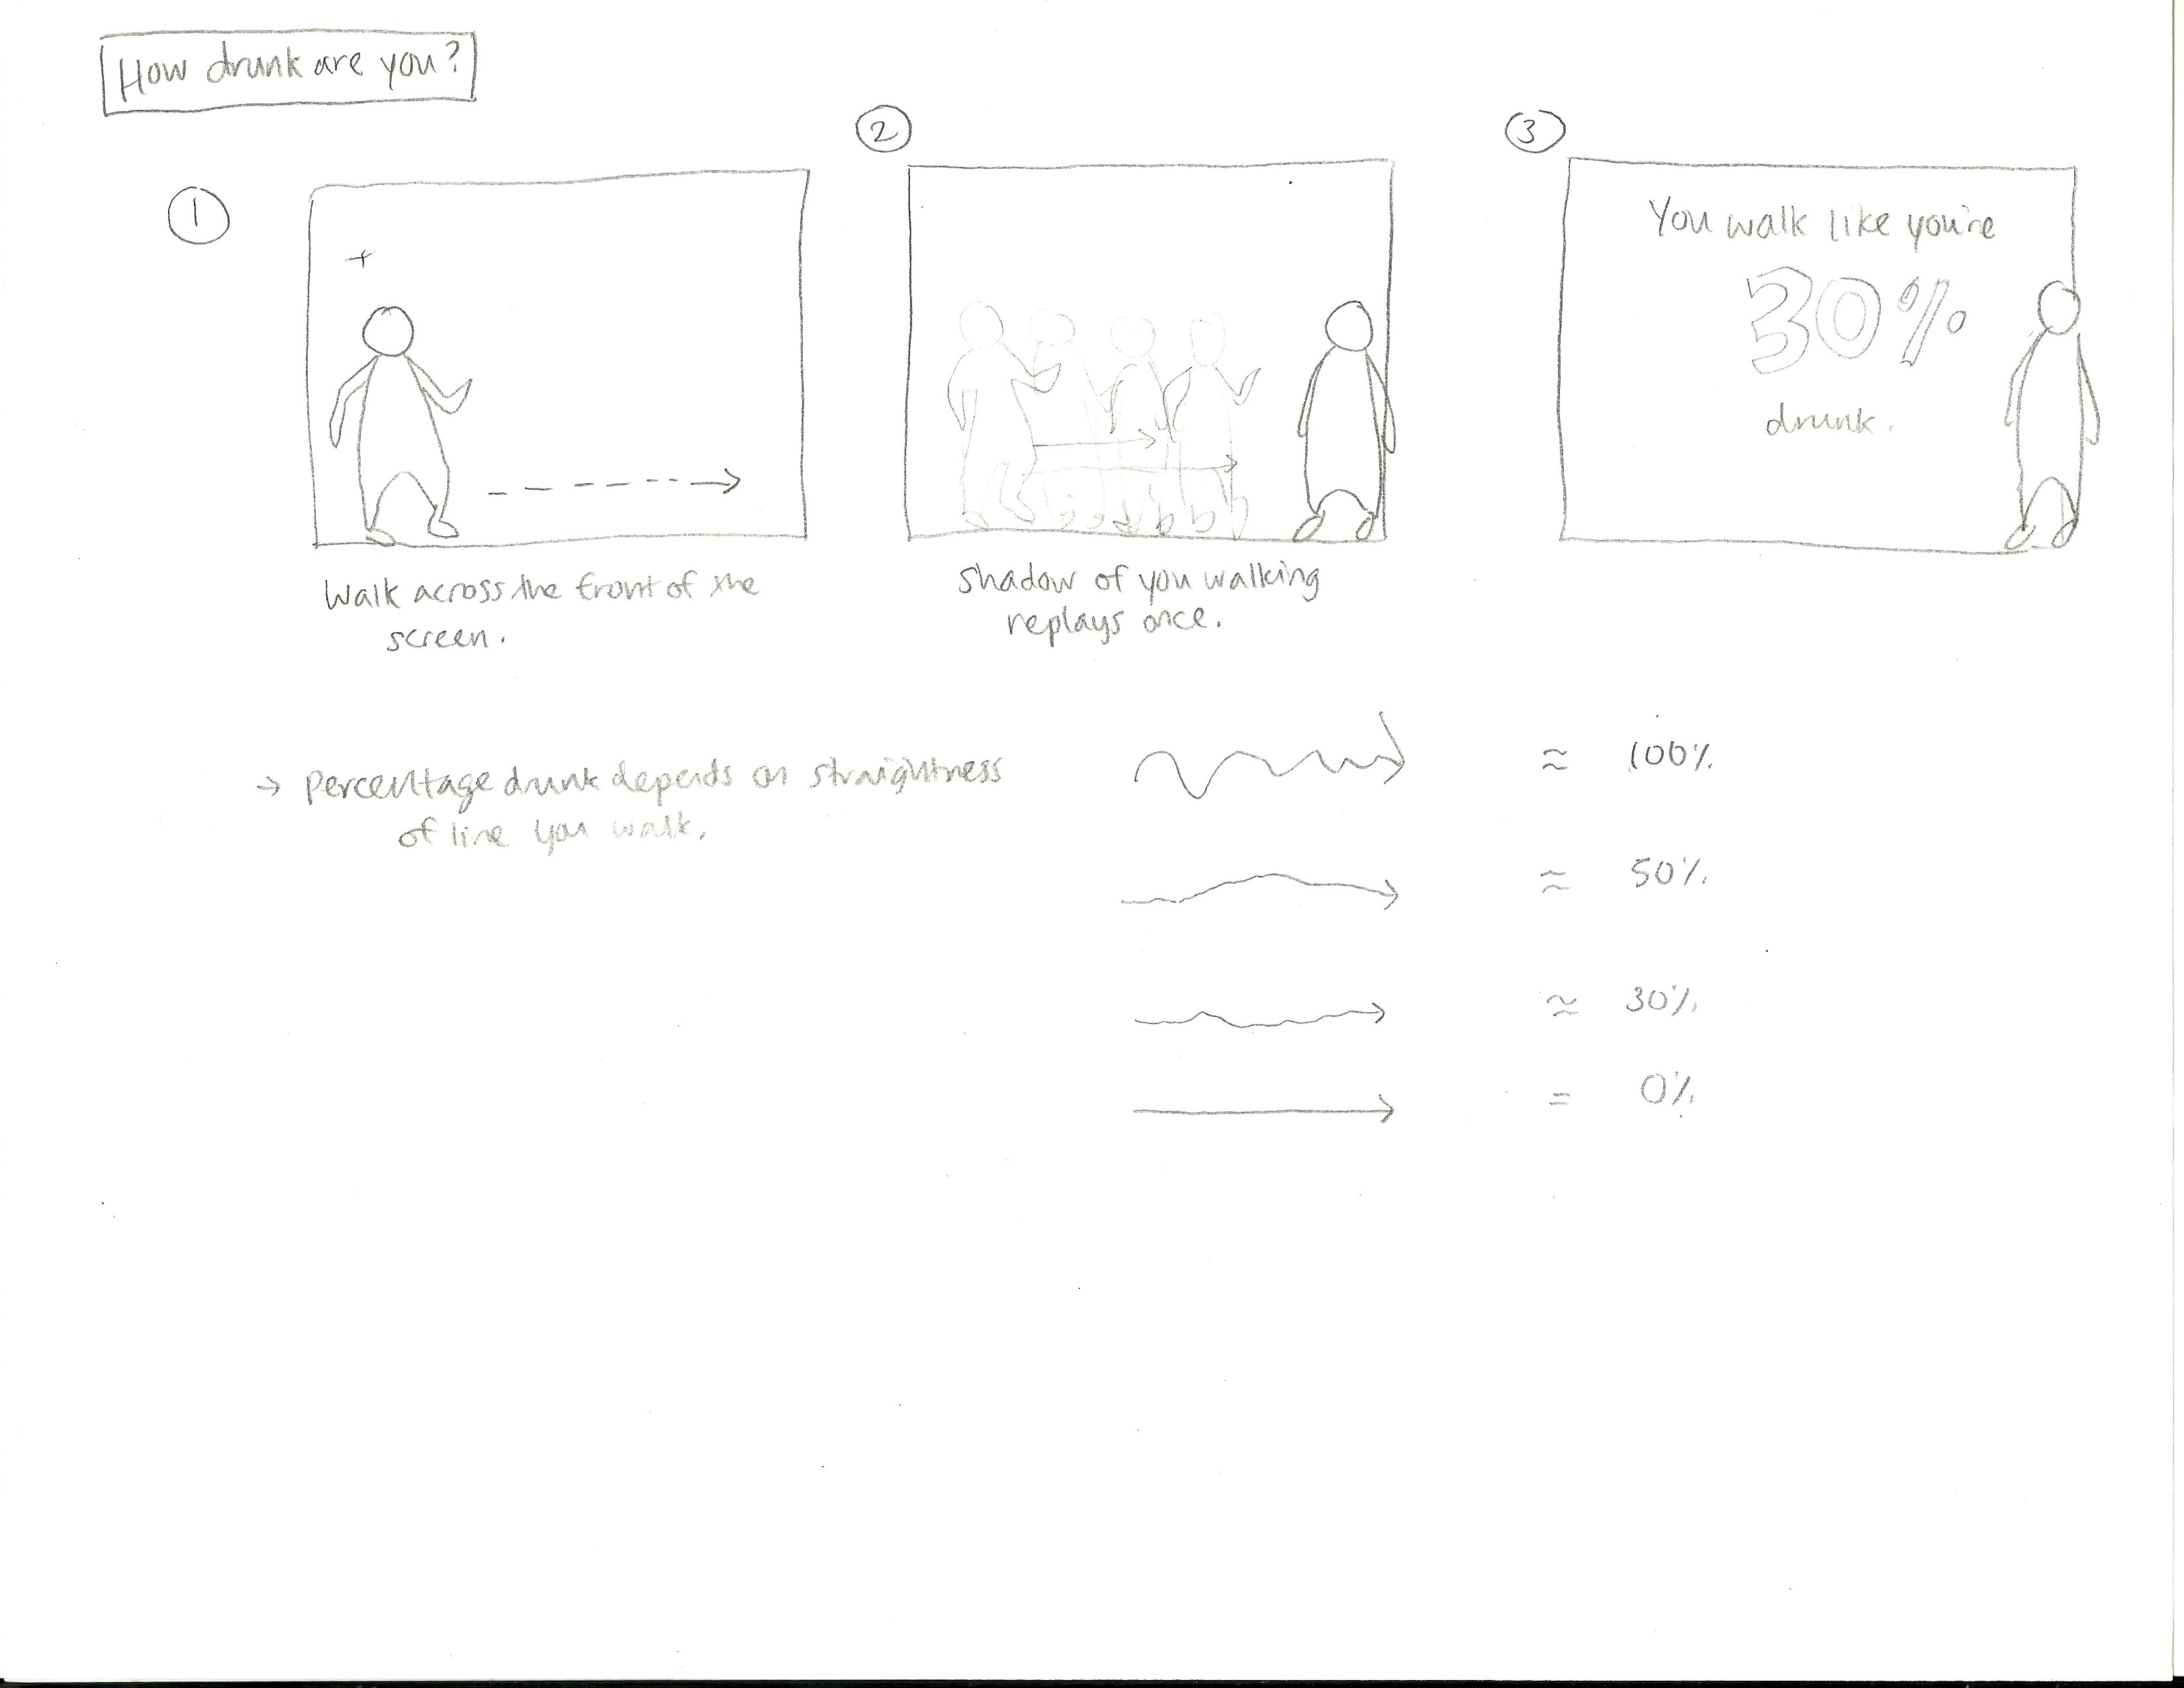 How drunk are you?
1
2
3
You walk like you're
30%
drunk.
Walk across the front of the
screen.
Shadow of you walking
replays once.
→ Percentage drunk depends on straightness
of line you walk.
≈ 100%
≈ 50%
≈ 30%
= 0%